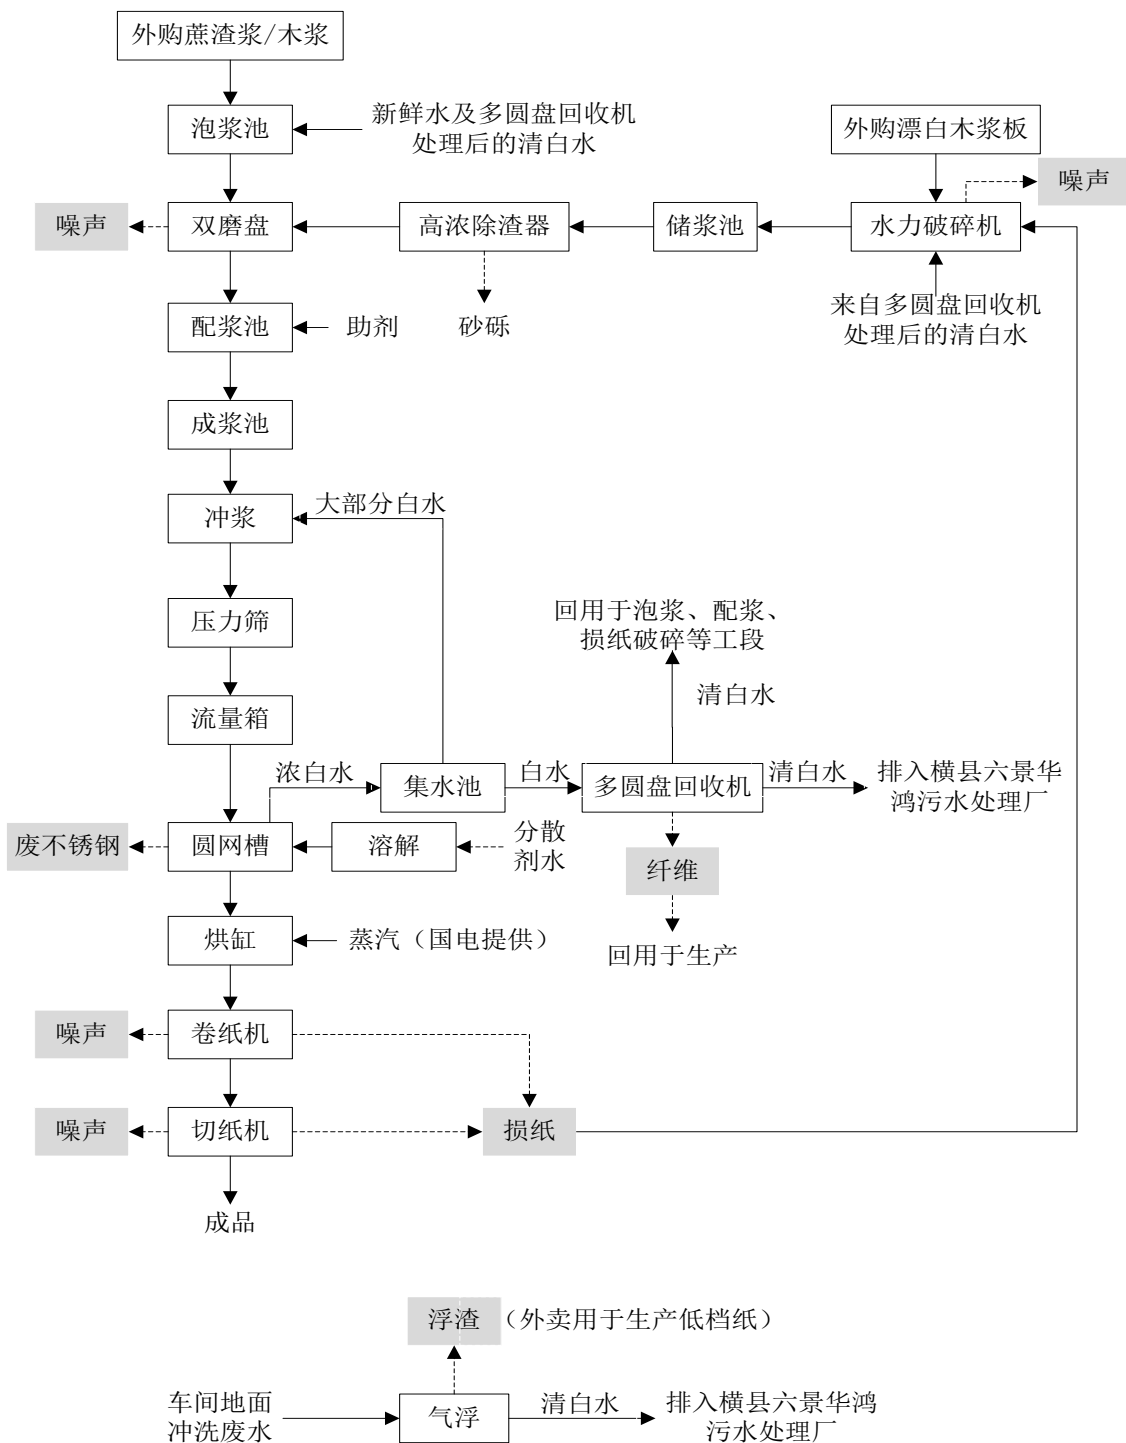 外购蔗渣浆/木浆
泡浆池
新鲜水及多圆盘回收机
处理后的清白水
外购漂白木浆板
噪声
噪声
双磨盘
高浓除渣器
储浆池
水力破碎机
配浆池
助剂
砂砾
来自多圆盘回收机
处理后的清白水
成浆池
大部分白水
冲浆
压力筛
回用于泡浆、配浆、
损纸破碎等工段
清白水
流量箱
浓白水
集水池
白水
多圆盘回收机
清白水
排入横县六景华
鸿污水处理厂
废不锈钢
圆网槽
溶解
分散
剂水
纤维
烘缸
蒸汽（国电提供）
回用于生产
噪声
卷纸机
噪声
切纸机
损纸
成品
浮渣
（外卖用于生产低档纸）
车间地面
冲洗废水
气浮
清白水
排入横县六景华鸿
污水处理厂